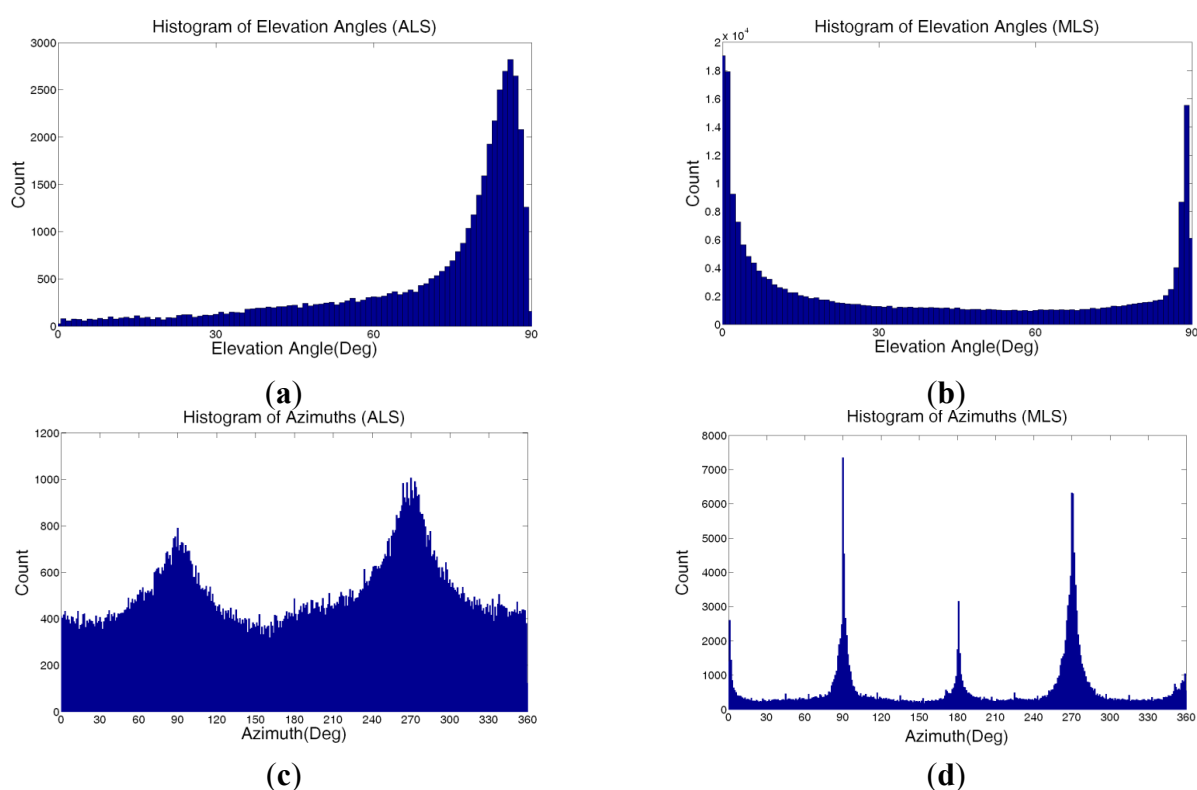 Histogram of Elevation Angles (ALS)
3000
2500
2000
1500
1000
500
0
Count
0 30 60 90
Elevation Angle(Deg)
(a)
Histogram of Elevation Angles (MLS)
2 × 10⁴
1.8
1.6
1.4
1.2
1
0.8
0.6
0.4
0.2
0
Count
0 30 60 90
Elevation Angle(Deg)
(b)
Histogram of Azimuths (ALS)
1200
1000
800
600
400
200
0
Count
0 30 60 90 120 150 180 210 240 270 300 330 360
Azimuth(Deg)
(c)
Histogram of Azimuths (MLS)
8000
7000
6000
5000
4000
3000
2000
1000
0
Count
0 30 60 90 120 150 180 210 240 270 300 330 360
Azimuth(Deg)
(d)